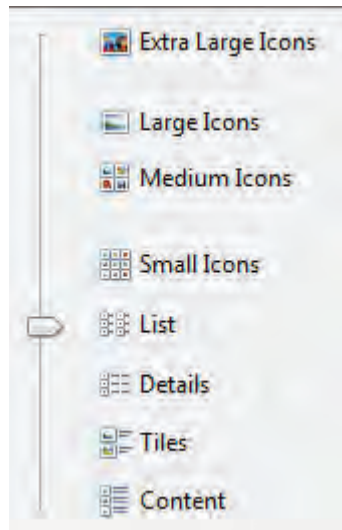 Extra Large Icons
Large Icons
Medium Icons
Small Icons
List
Details
Tiles
Content